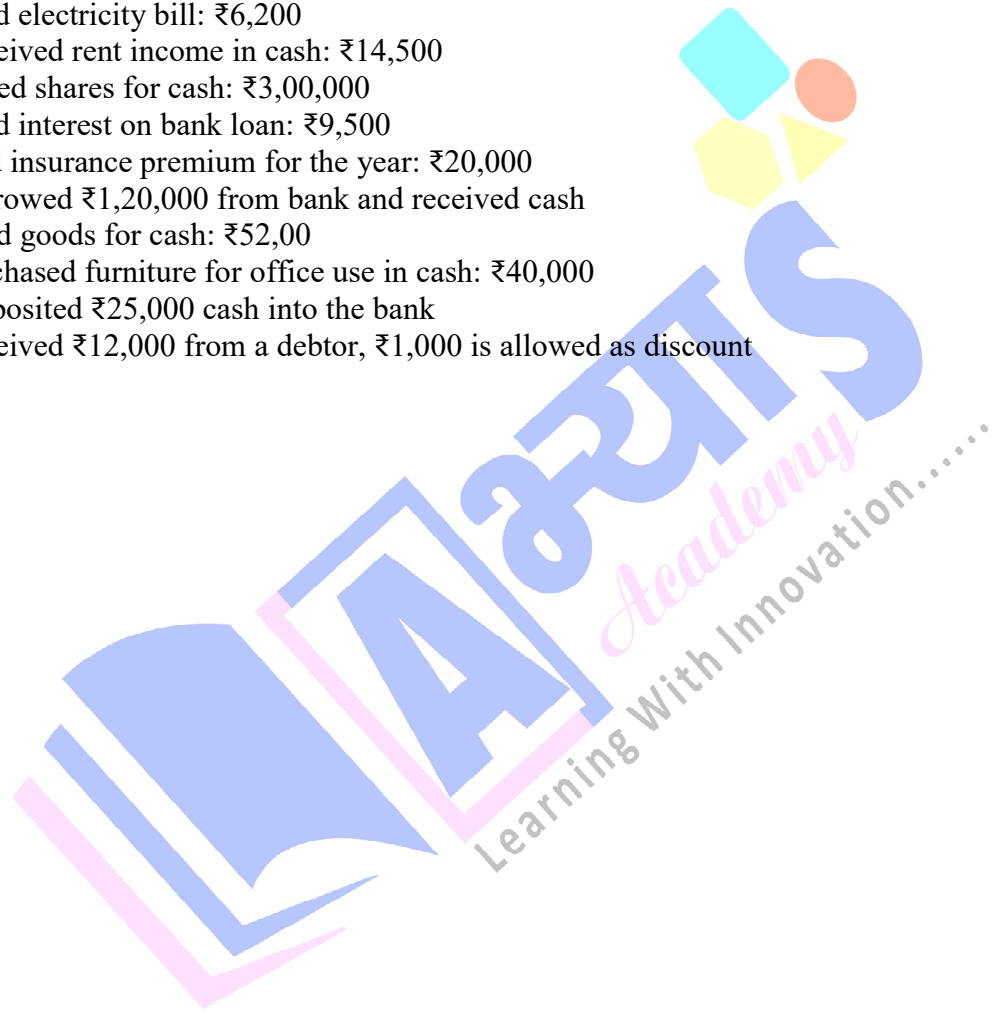 d electricity bill: ₹6,200
eived rent income in cash: ₹14,500
ed shares for cash: ₹3,00,000
d interest on bank loan: ₹9,500
l insurance premium for the year: ₹20,000
rowed ₹1,20,000 from bank and received cash
d goods for cash: ₹52,00
chased furniture for office use in cash: ₹40,000
posited ₹25,000 cash into the bank
eived ₹12,000 from a debtor, ₹1,000 is allowed as discount
A भ्याS
Academy
Learning With Innovation......